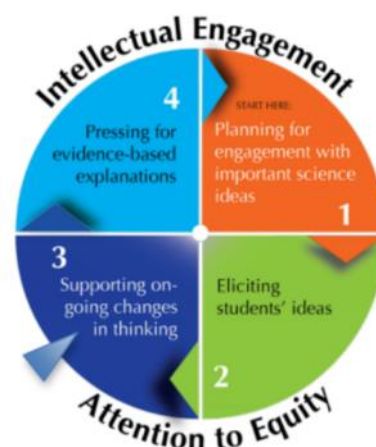 Intellectual Engagement
START HERE:
Planning for
engagement with
important science
ideas
1
Eliciting
students' ideas
2
3
Supporting on-
going changes
in thinking
4
Pressing for
evidence-based
explanations
Attention to Equity